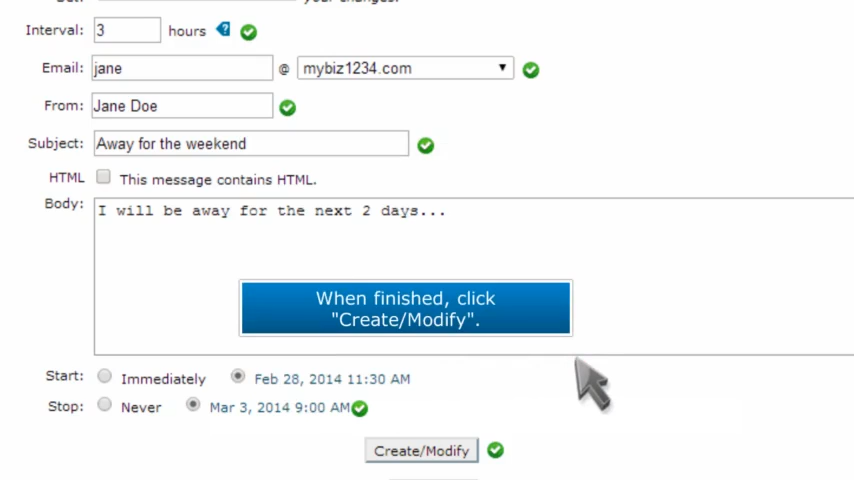 your changes.
Interval: 3 hours ?
Email: jane @ mybiz1234.com
From: Jane Doe
Subject: Away for the weekend
HTML This message contains HTML.
Body: I will be away for the next 2 days...
When finished, click
"Create/Modify".
Start: Immediately Feb 28, 2014 11:30 AM
Stop: Never Mar 3, 2014 9:00 AM
Create/Modify